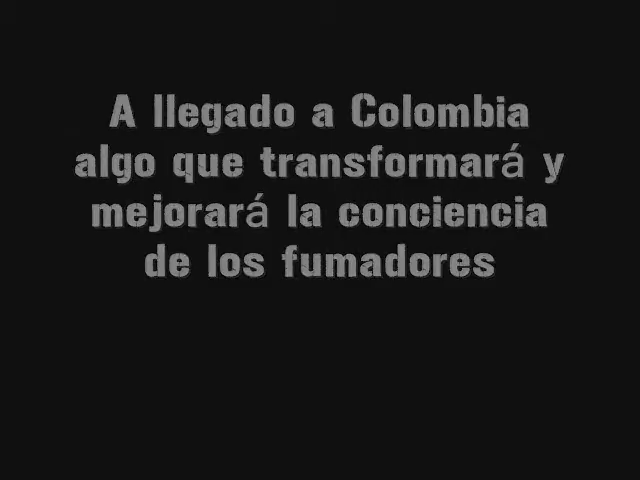 A llegado a Colombia
algo que transformará y
mejorará la conciencia
de los fumadores